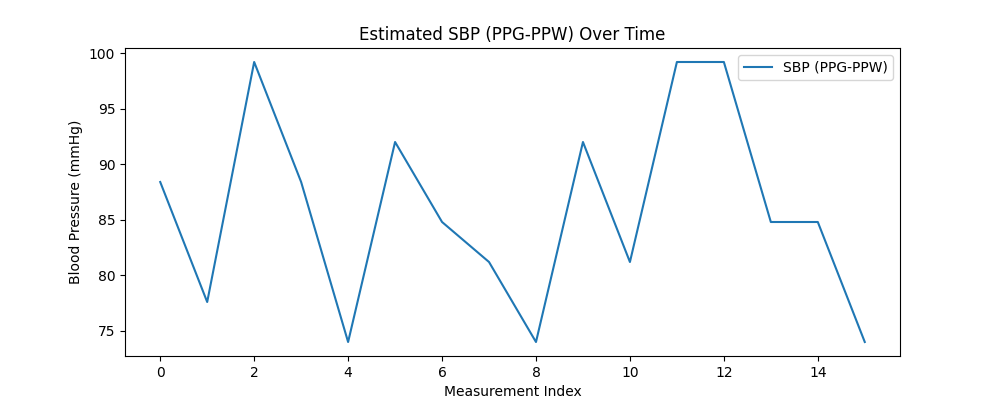 Estimated SBP (PPG-PPW) Over Time
SBP (PPG-PPW)
Blood Pressure (mmHg)
100
95
90
85
80
75
0 2 4 6 8 10 12 14
Measurement Index